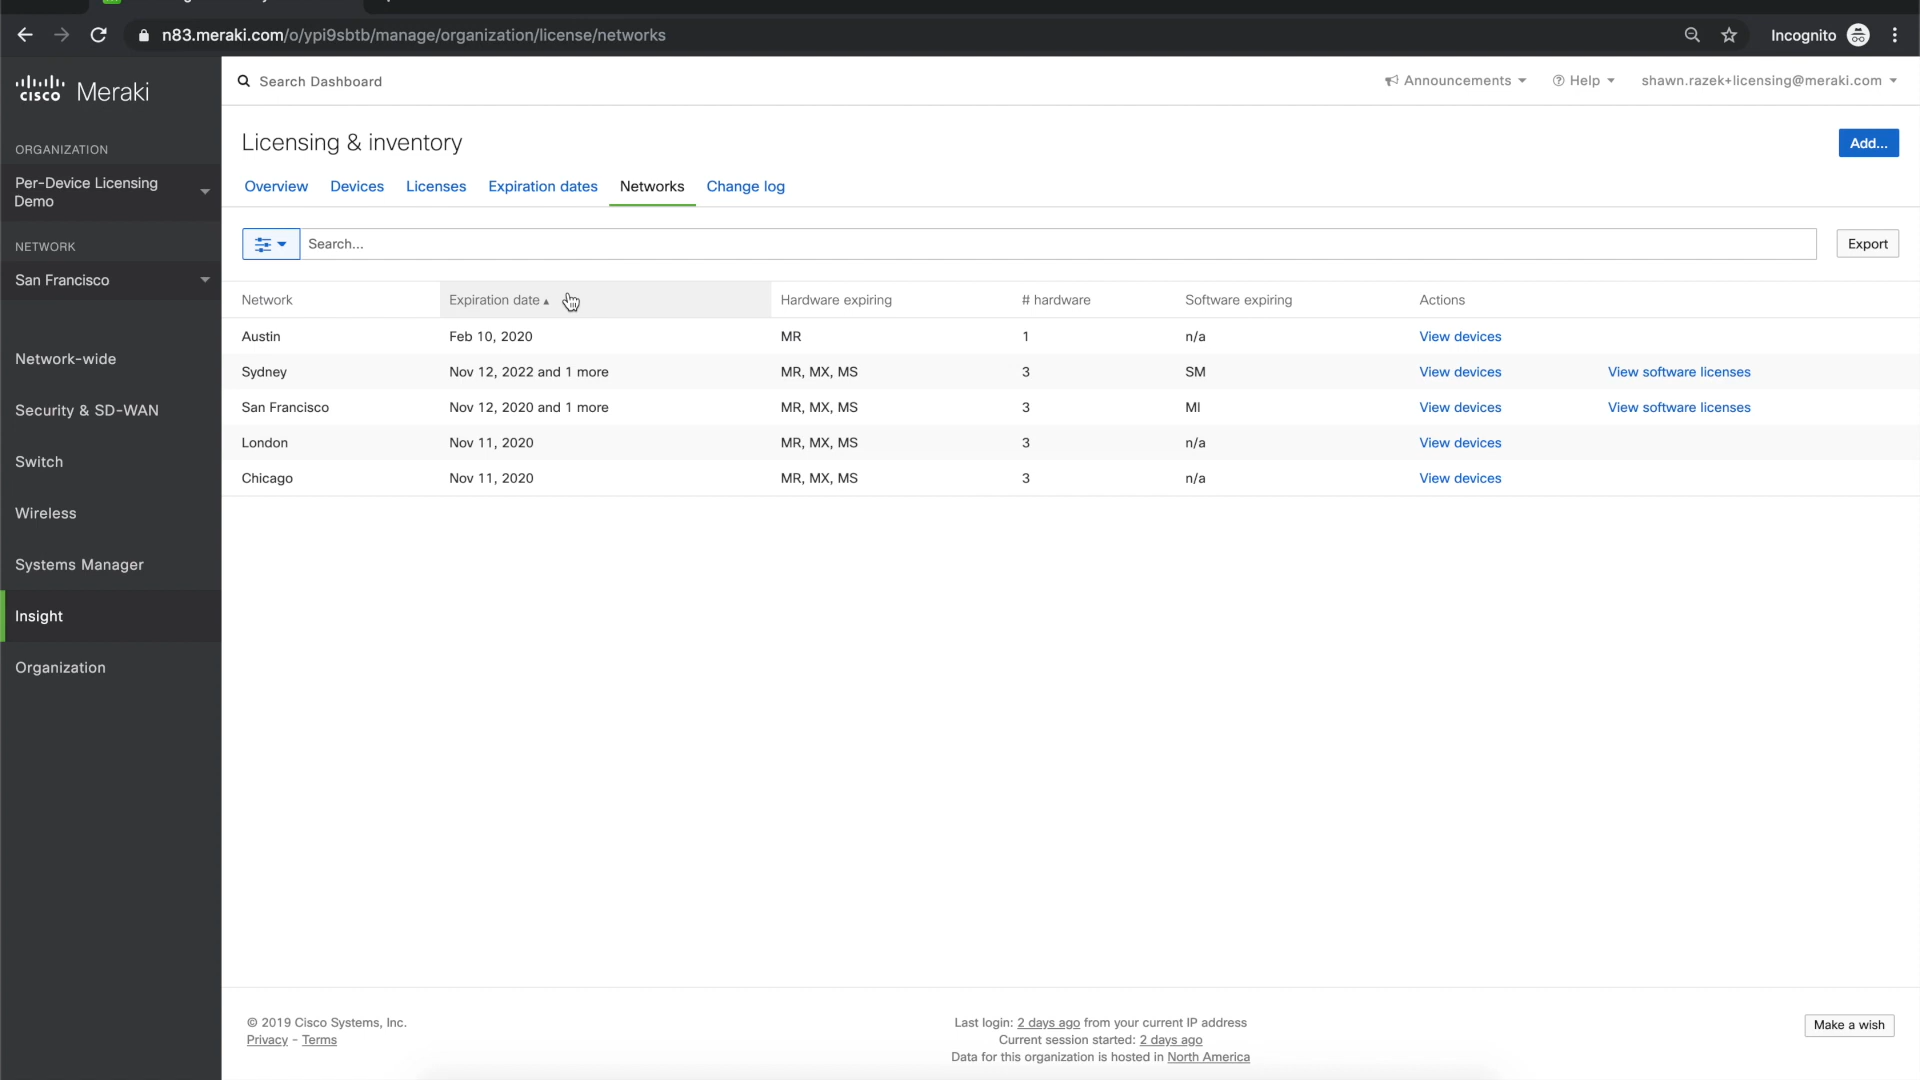 n83.meraki.com/o/ypi9sbtb/manage/organization/license/networks
Incognito
cisco Meraki
Search Dashboard
Announcements
Help
shawn.razek+licensing@meraki.com
ORGANIZATION
Per-Device Licensing
Demo
NETWORK
San Francisco
Network-wide
Security & SD-WAN
Switch
Wireless
Systems Manager
Insight
Organization
Licensing & inventory
Add...
Overview Devices Licenses Expiration dates Networks Change log
Search...
Export
Network Expiration date Hardware expiring # hardware Software expiring Actions
Austin Feb 10, 2020 MR 1 n/a View devices
Sydney Nov 12, 2022 and 1 more MR, MX, MS 3 SM View devices View software licenses
San Francisco Nov 12, 2020 and 1 more MR, MX, MS 3 MI View devices View software licenses
London Nov 11, 2020 MR, MX, MS 3 n/a View devices
Chicago Nov 11, 2020 MR, MX, MS 3 n/a View devices
© 2019 Cisco Systems, Inc.
Privacy - Terms
Last login: 2 days ago from your current IP address
Current session started: 2 days ago
Data for this organization is hosted in North America
Make a wish